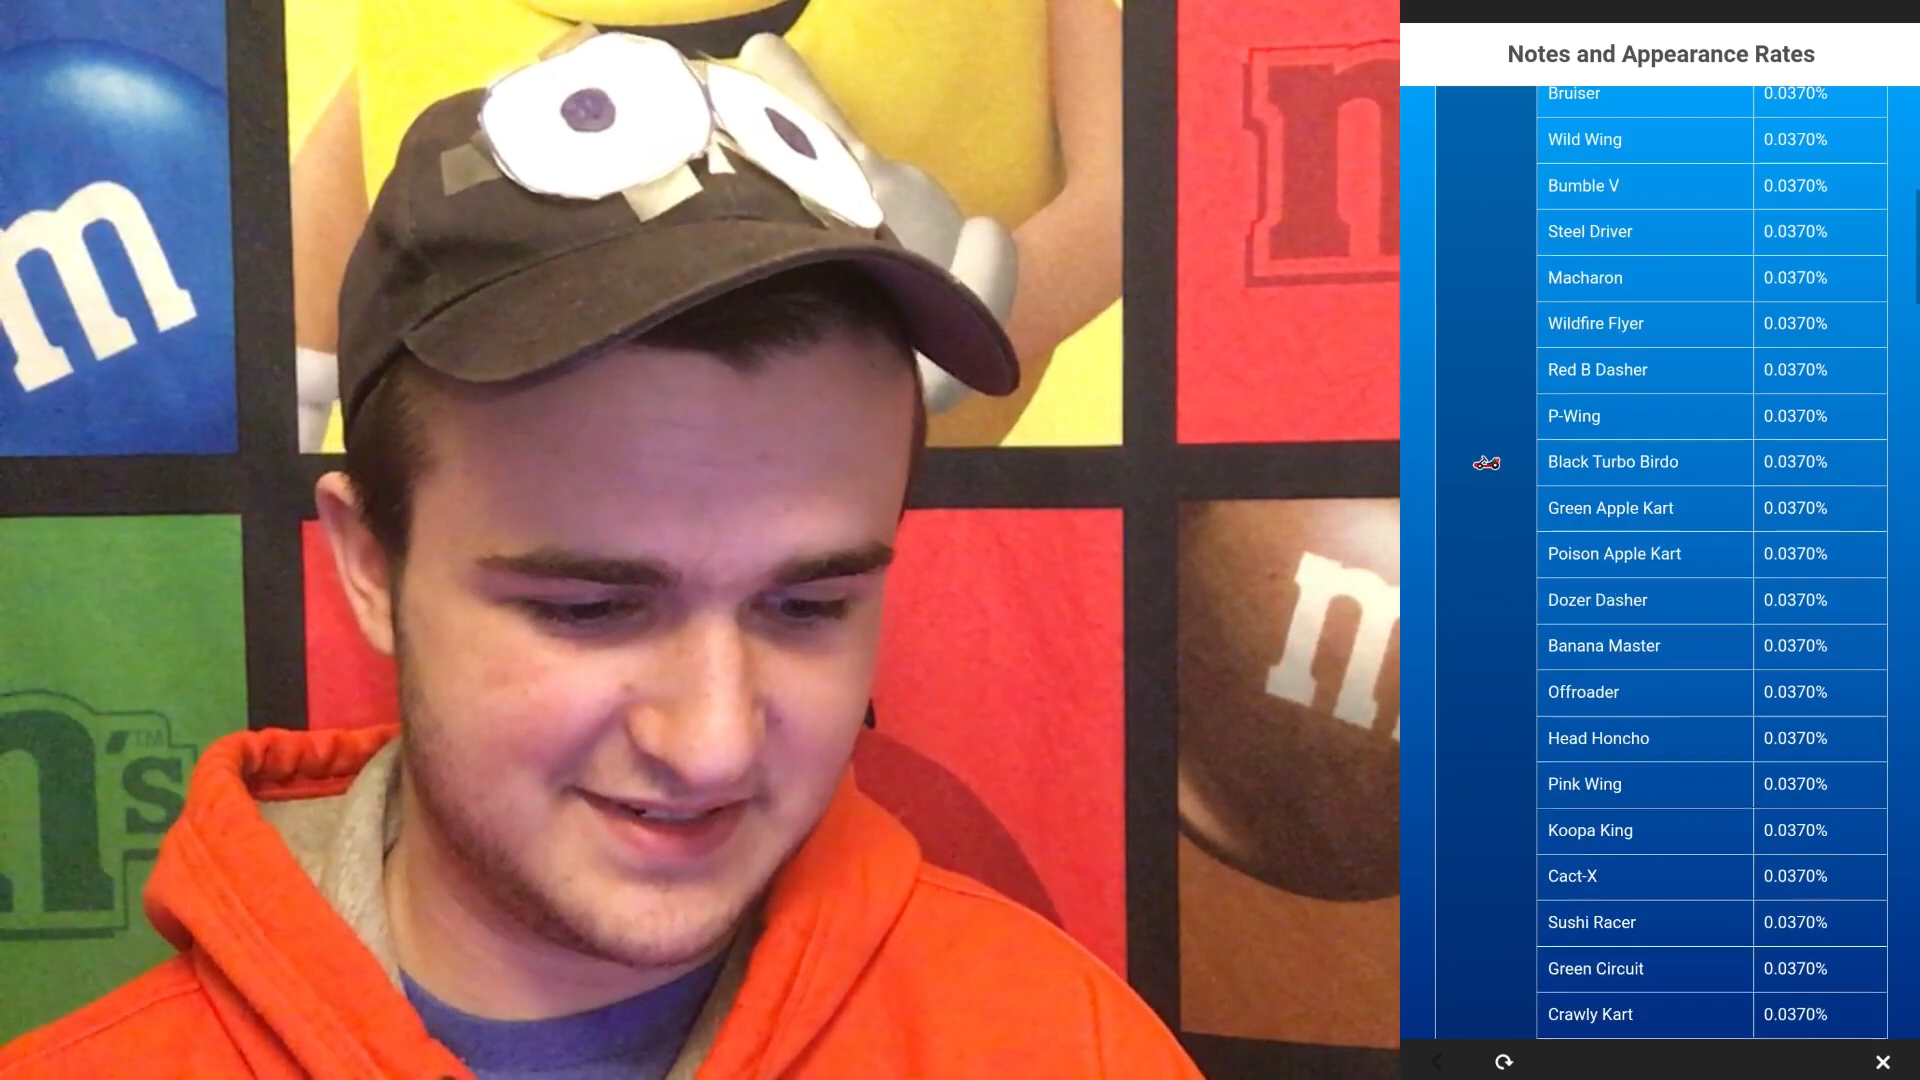 m
m
m
n
TM
's
Notes and Appearance Rates
Bruiser 0.0370%
Wild Wing 0.0370%
Bumble V 0.0370%
Steel Driver 0.0370%
Macharon 0.0370%
Wildfire Flyer 0.0370%
Red B Dasher 0.0370%
P-Wing 0.0370%
Black Turbo Birdo 0.0370%
Green Apple Kart 0.0370%
Poison Apple Kart 0.0370%
Dozer Dasher 0.0370%
Banana Master 0.0370%
Offroader 0.0370%
Head Honcho 0.0370%
Pink Wing 0.0370%
Koopa King 0.0370%
Cact-X 0.0370%
Sushi Racer 0.0370%
Green Circuit 0.0370%
Crawly Kart 0.0370%